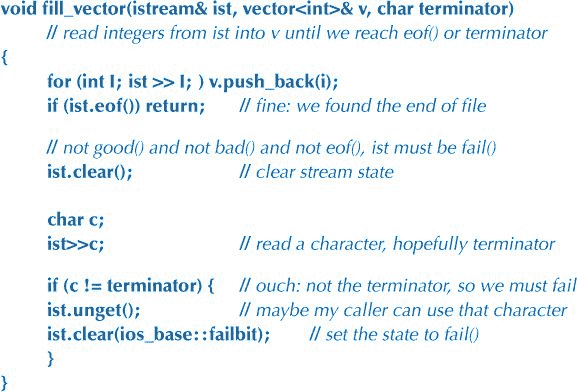 void fill_vector(istream& ist, vector<int>& v, char terminator)
// read integers from ist into v until we reach eof() or terminator
{
for (int I; ist >> I; ) v.push_back(i);
if (ist.eof()) return; // fine: we found the end of file
// not good() and not bad() and not eof(), ist must be fail()
ist.clear(); // clear stream state
char c;
ist>>c; // read a character, hopefully terminator
if (c != terminator) { // ouch: not the terminator, so we must fail
ist.unget(); // maybe my caller can use that character
ist.clear(ios_base::failbit); // set the state to fail()
}
}